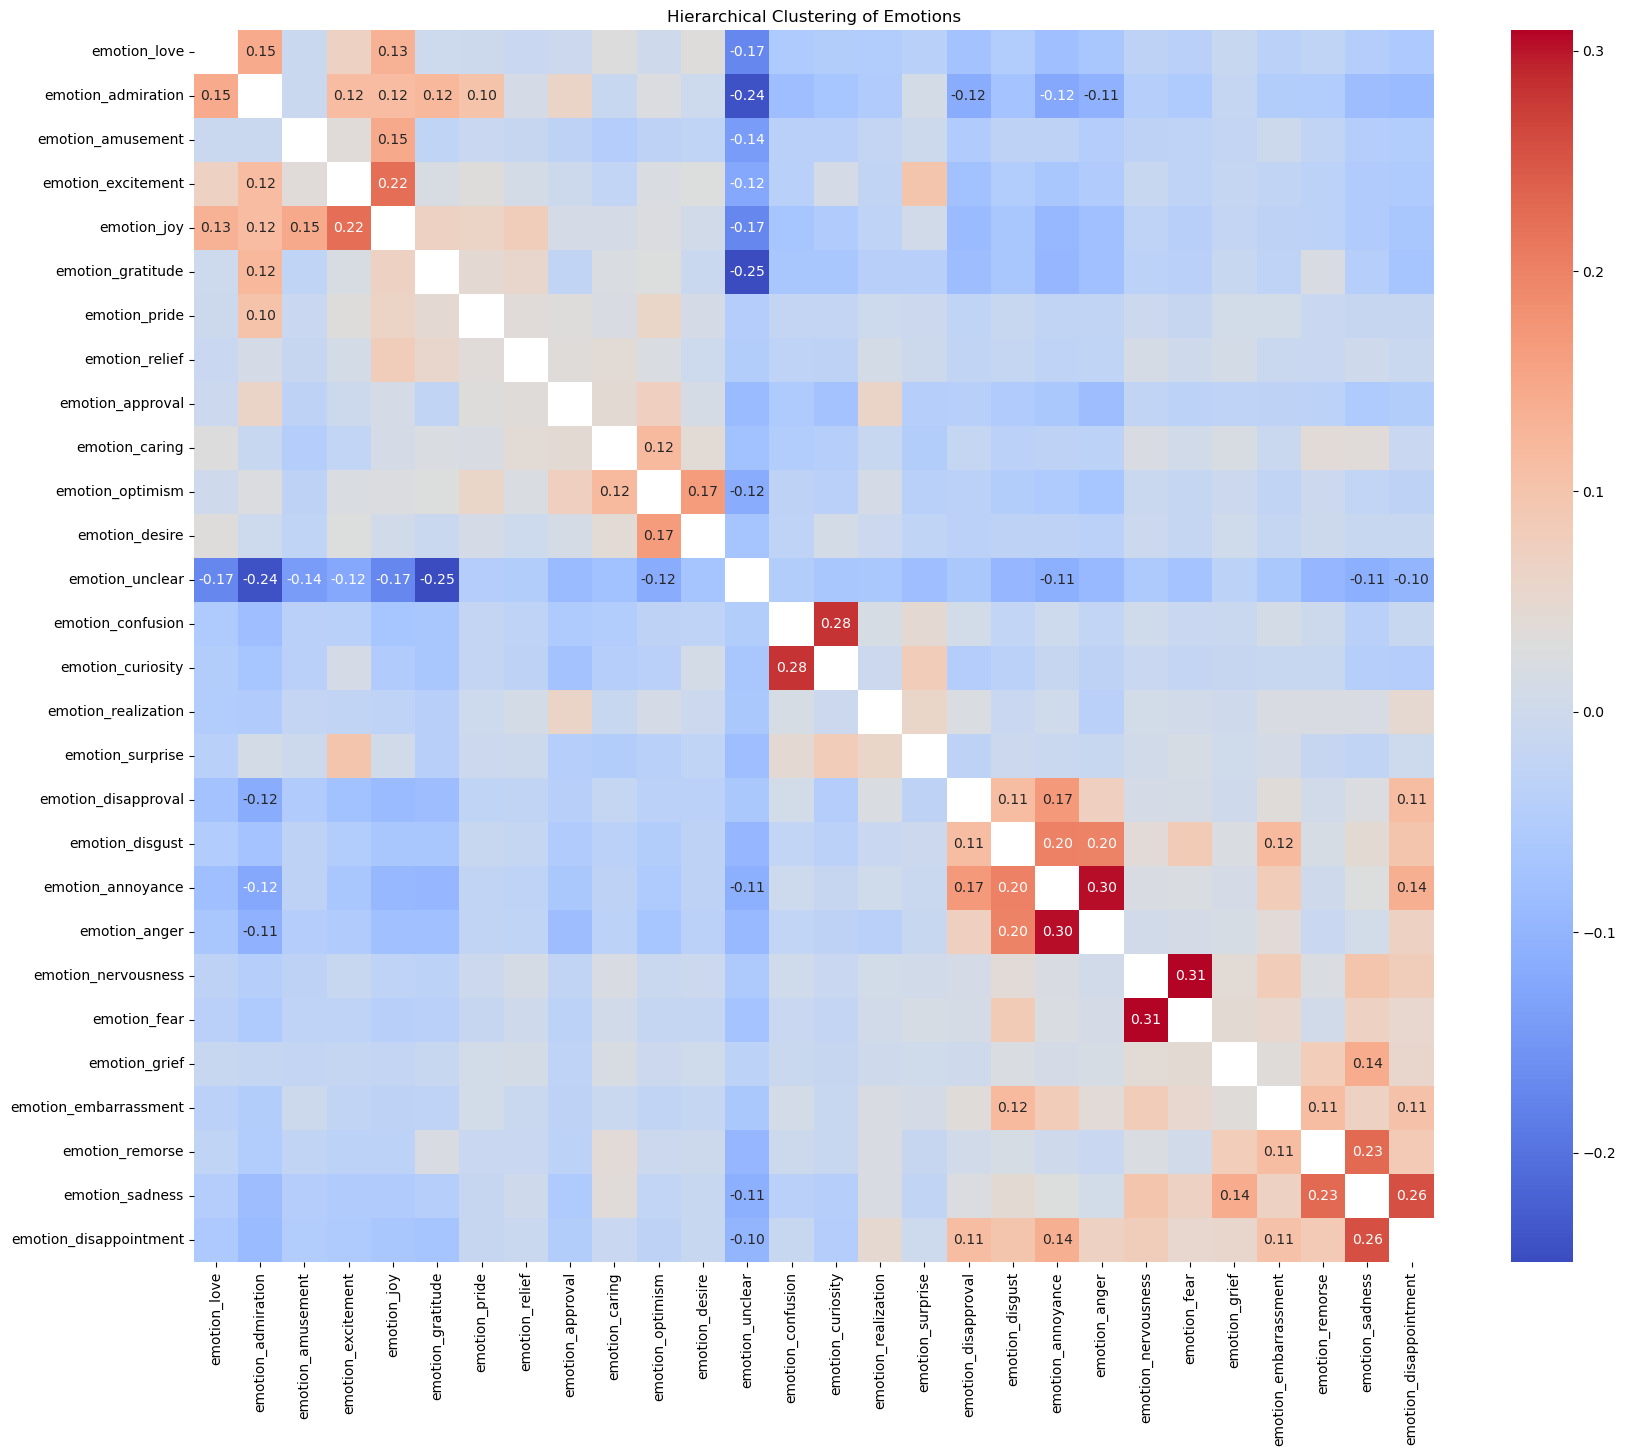 Hierarchical Clustering of Emotions
emotion_love 0.15 0.13 -0.17
emotion_admiration 0.15 0.12 0.12 0.12 0.10 -0.24 -0.12 -0.12 -0.11
emotion_amusement 0.15 -0.14
emotion_excitement 0.12 0.22 -0.12
emotion_joy 0.13 0.12 0.15 0.22 -0.17
emotion_gratitude 0.12 -0.25
emotion_pride 0.10
emotion_relief
emotion_approval
emotion_caring 0.12
emotion_optimism 0.12 0.17 -0.12
emotion_desire 0.17
emotion_unclear -0.17 -0.24 -0.14 -0.12 -0.17 -0.25 -0.12 -0.11 -0.11 -0.10
emotion_confusion 0.28
emotion_curiosity 0.28
emotion_realization
emotion_surprise
emotion_disapproval -0.12 0.11 0.17 0.11
emotion_disgust 0.11 0.20 0.20 0.12
emotion_annoyance -0.12 -0.11 0.17 0.20 0.30 0.14
emotion_anger -0.11 0.20 0.30
emotion_nervousness 0.31
emotion_fear 0.31
emotion_grief 0.14
emotion_embarrassment 0.12 0.11 0.11
emotion_remorse 0.11 0.23
emotion_sadness -0.11 0.14 0.23 0.26
emotion_disappointment -0.10 0.11 0.14 0.11 0.26
emotion_love
emotion_admiration
emotion_amusement
emotion_excitement
emotion_joy
emotion_gratitude
emotion_pride
emotion_relief
emotion_approval
emotion_caring
emotion_optimism
emotion_desire
emotion_unclear
emotion_confusion
emotion_curiosity
emotion_realization
emotion_surprise
emotion_disapproval
emotion_disgust
emotion_annoyance
emotion_anger
emotion_nervousness
emotion_fear
emotion_grief
emotion_embarrassment
emotion_remorse
emotion_sadness
emotion_disappointment
0.3
0.2
0.1
0.0
−0.1
−0.2